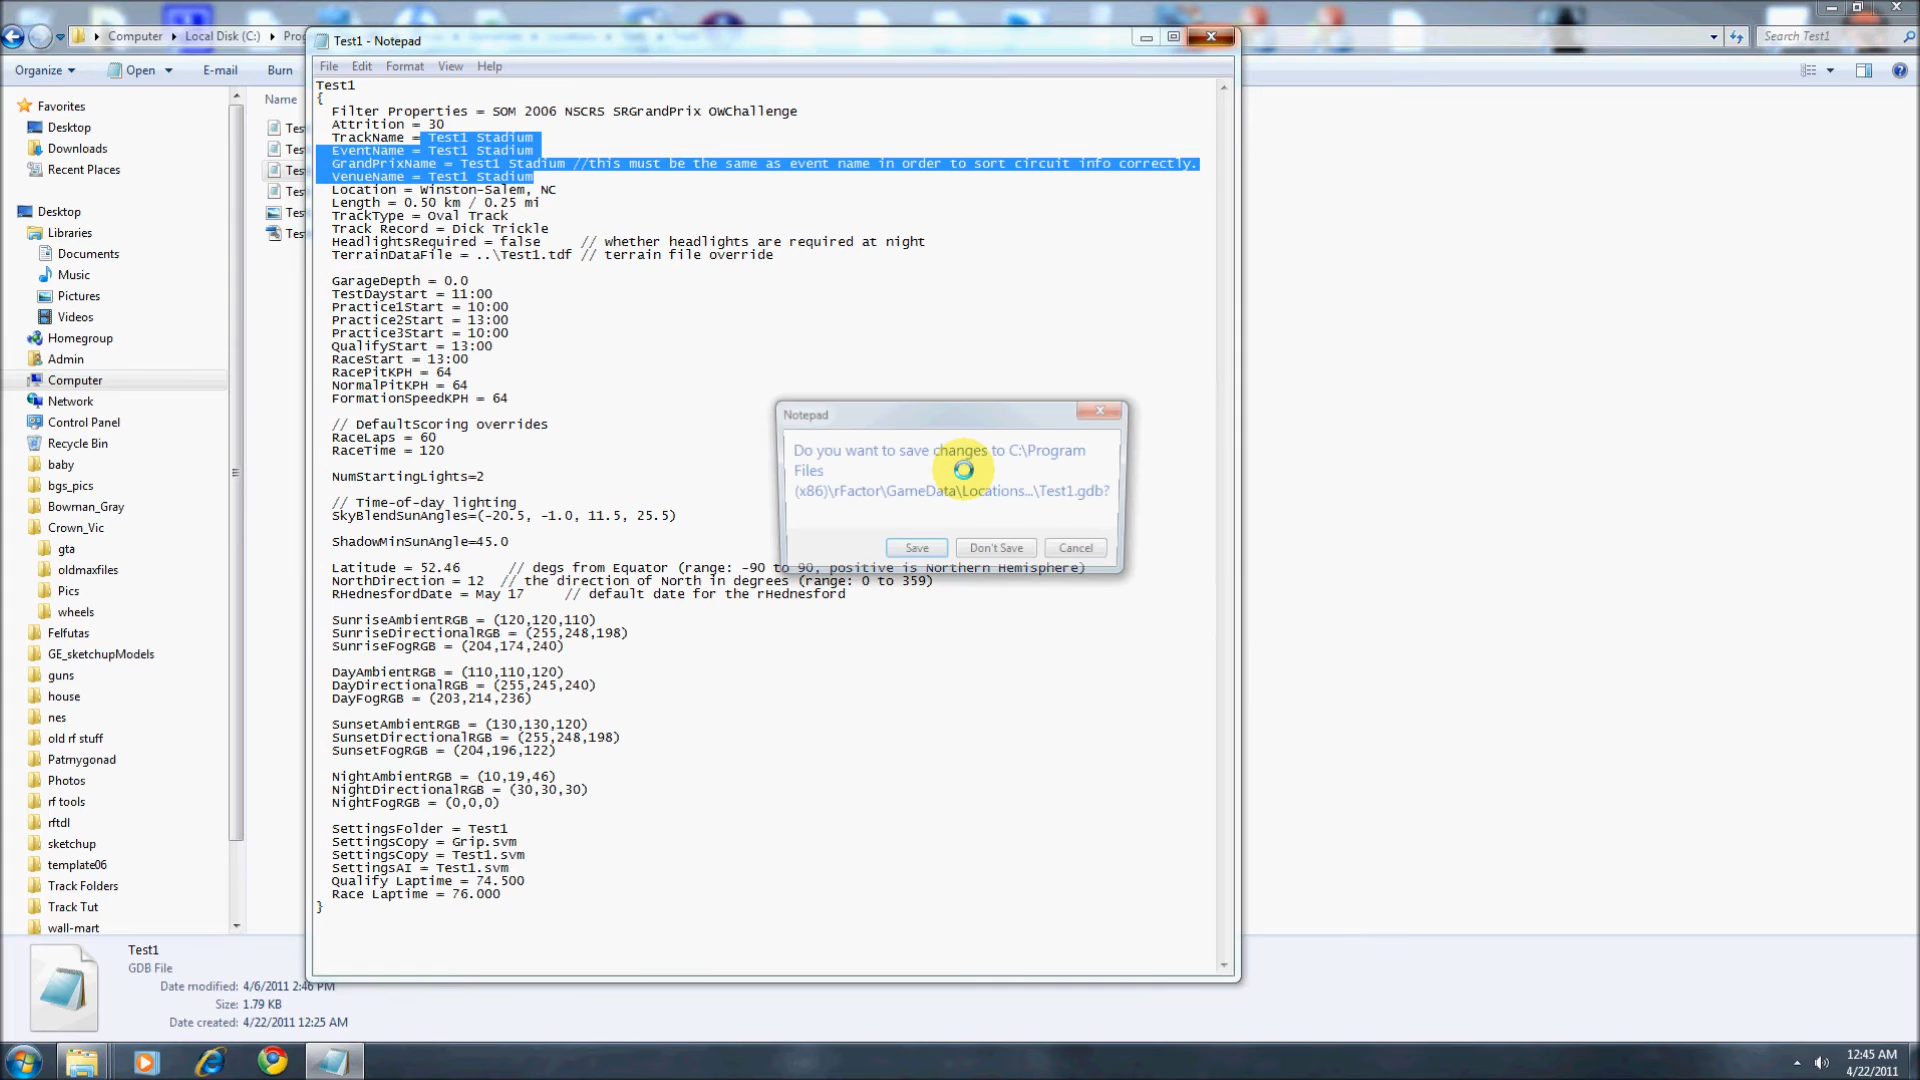 Computer ▸ Local Disk (C:) ▸
Search Test1
Organize
Open
E-mail
Burn
Favorites
Desktop
Downloads
Recent Places
Desktop
Libraries
Documents
Music
Pictures
Videos
Homegroup
Admin
Computer
Network
Control Panel
Recycle Bin
baby
bgs_pics
Bowman_Gray
Crown_Vic
gta
oldmaxfiles
Pics
wheels
Felfutas
GE_sketchupModels
guns
house
nes
old rf stuff
Patmygonad
Photos
rf tools
rftdl
sketchup
template06
Track Folders
Track Tut
wall-mart
Name
Test1 - Notepad
File Edit Format View Help
Test1
{
Filter Properties = SOM 2006 NSCRS SRGrandPrix OWChallenge
Attrition = 30
TrackName = Test1 Stadium
EventName = Test1 Stadium
GrandPrixName = Test1 Stadium //this must be the same as event name in order to sort circuit info correctly.
VenueName = Test1 Stadium
Location = Winston-Salem, NC
Length = 0.50 km / 0.25 mi
TrackType = Oval Track
Track Record = Dick Trickle
HeadlightsRequired = false // whether headlights are required at night
TerrainDataFile = ..\Test1.tdf // terrain file override
GarageDepth = 0.0
TestDaystart = 11:00
Practice1Start = 10:00
Practice2Start = 13:00
Practice3Start = 10:00
QualifyStart = 13:00
RaceStart = 13:00
RacePitKPH = 64
NormalPitKPH = 64
FormationSpeedKPH = 64
// DefaultScoring overrides
RaceLaps = 60
RaceTime = 120
NumStartingLights=2
// Time-of-day lighting
SkyBlendSunAngles=(-20.5, -1.0, 11.5, 25.5)
ShadowMinSunAngle=45.0
Latitude = 52.46 // degs from Equator (range: -90 to 90, positive is Northern Hemisphere)
NorthDirection = 12 // the direction of North in degrees (range: 0 to 359)
RHednesfordDate = May 17 // default date for the rHednesford
SunriseAmbientRGB = (120,120,110)
SunriseDirectionalRGB = (255,248,198)
SunriseFogRGB = (204,174,240)
DayAmbientRGB = (110,110,120)
DayDirectionalRGB = (255,245,240)
DayFogRGB = (203,214,236)
SunsetAmbientRGB = (130,130,120)
SunsetDirectionalRGB = (255,248,198)
SunsetFogRGB = (204,196,122)
NightAmbientRGB = (10,19,46)
NightDirectionalRGB = (30,30,30)
NightFogRGB = (0,0,0)
SettingsFolder = Test1
SettingsCopy = Grip.svm
SettingsCopy = Test1.svm
SettingsAI = Test1.svm
Qualify Laptime = 74.500
Race Laptime = 76.000
}
Notepad
Do you want to save changes to C:\Program
Files
(x86)\rFactor\GameData\Locations...\Test1.gdb?
Save
Don't Save
Cancel
Test1
GDB File
Date modified: 4/6/2011 2:46 PM
Size: 1.79 KB
Date created: 4/22/2011 12:25 AM
12:45 AM
4/22/2011